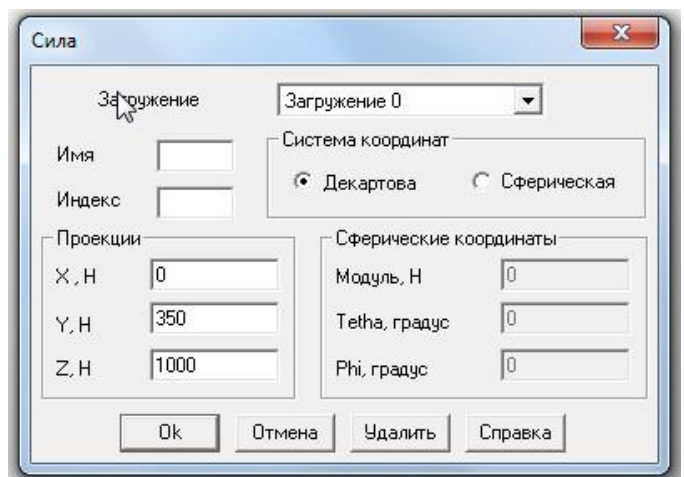 Сила
Загружение Загружение 0
Система координат
Имя
Декартова Сферическая
Индекс
Проекции Сферические координаты
X , Н 0 Модуль, Н 0
Y, Н 350 Tetha, градус 0
Z, Н 1000 Phi, градус 0
Ok Отмена Удалить Справка